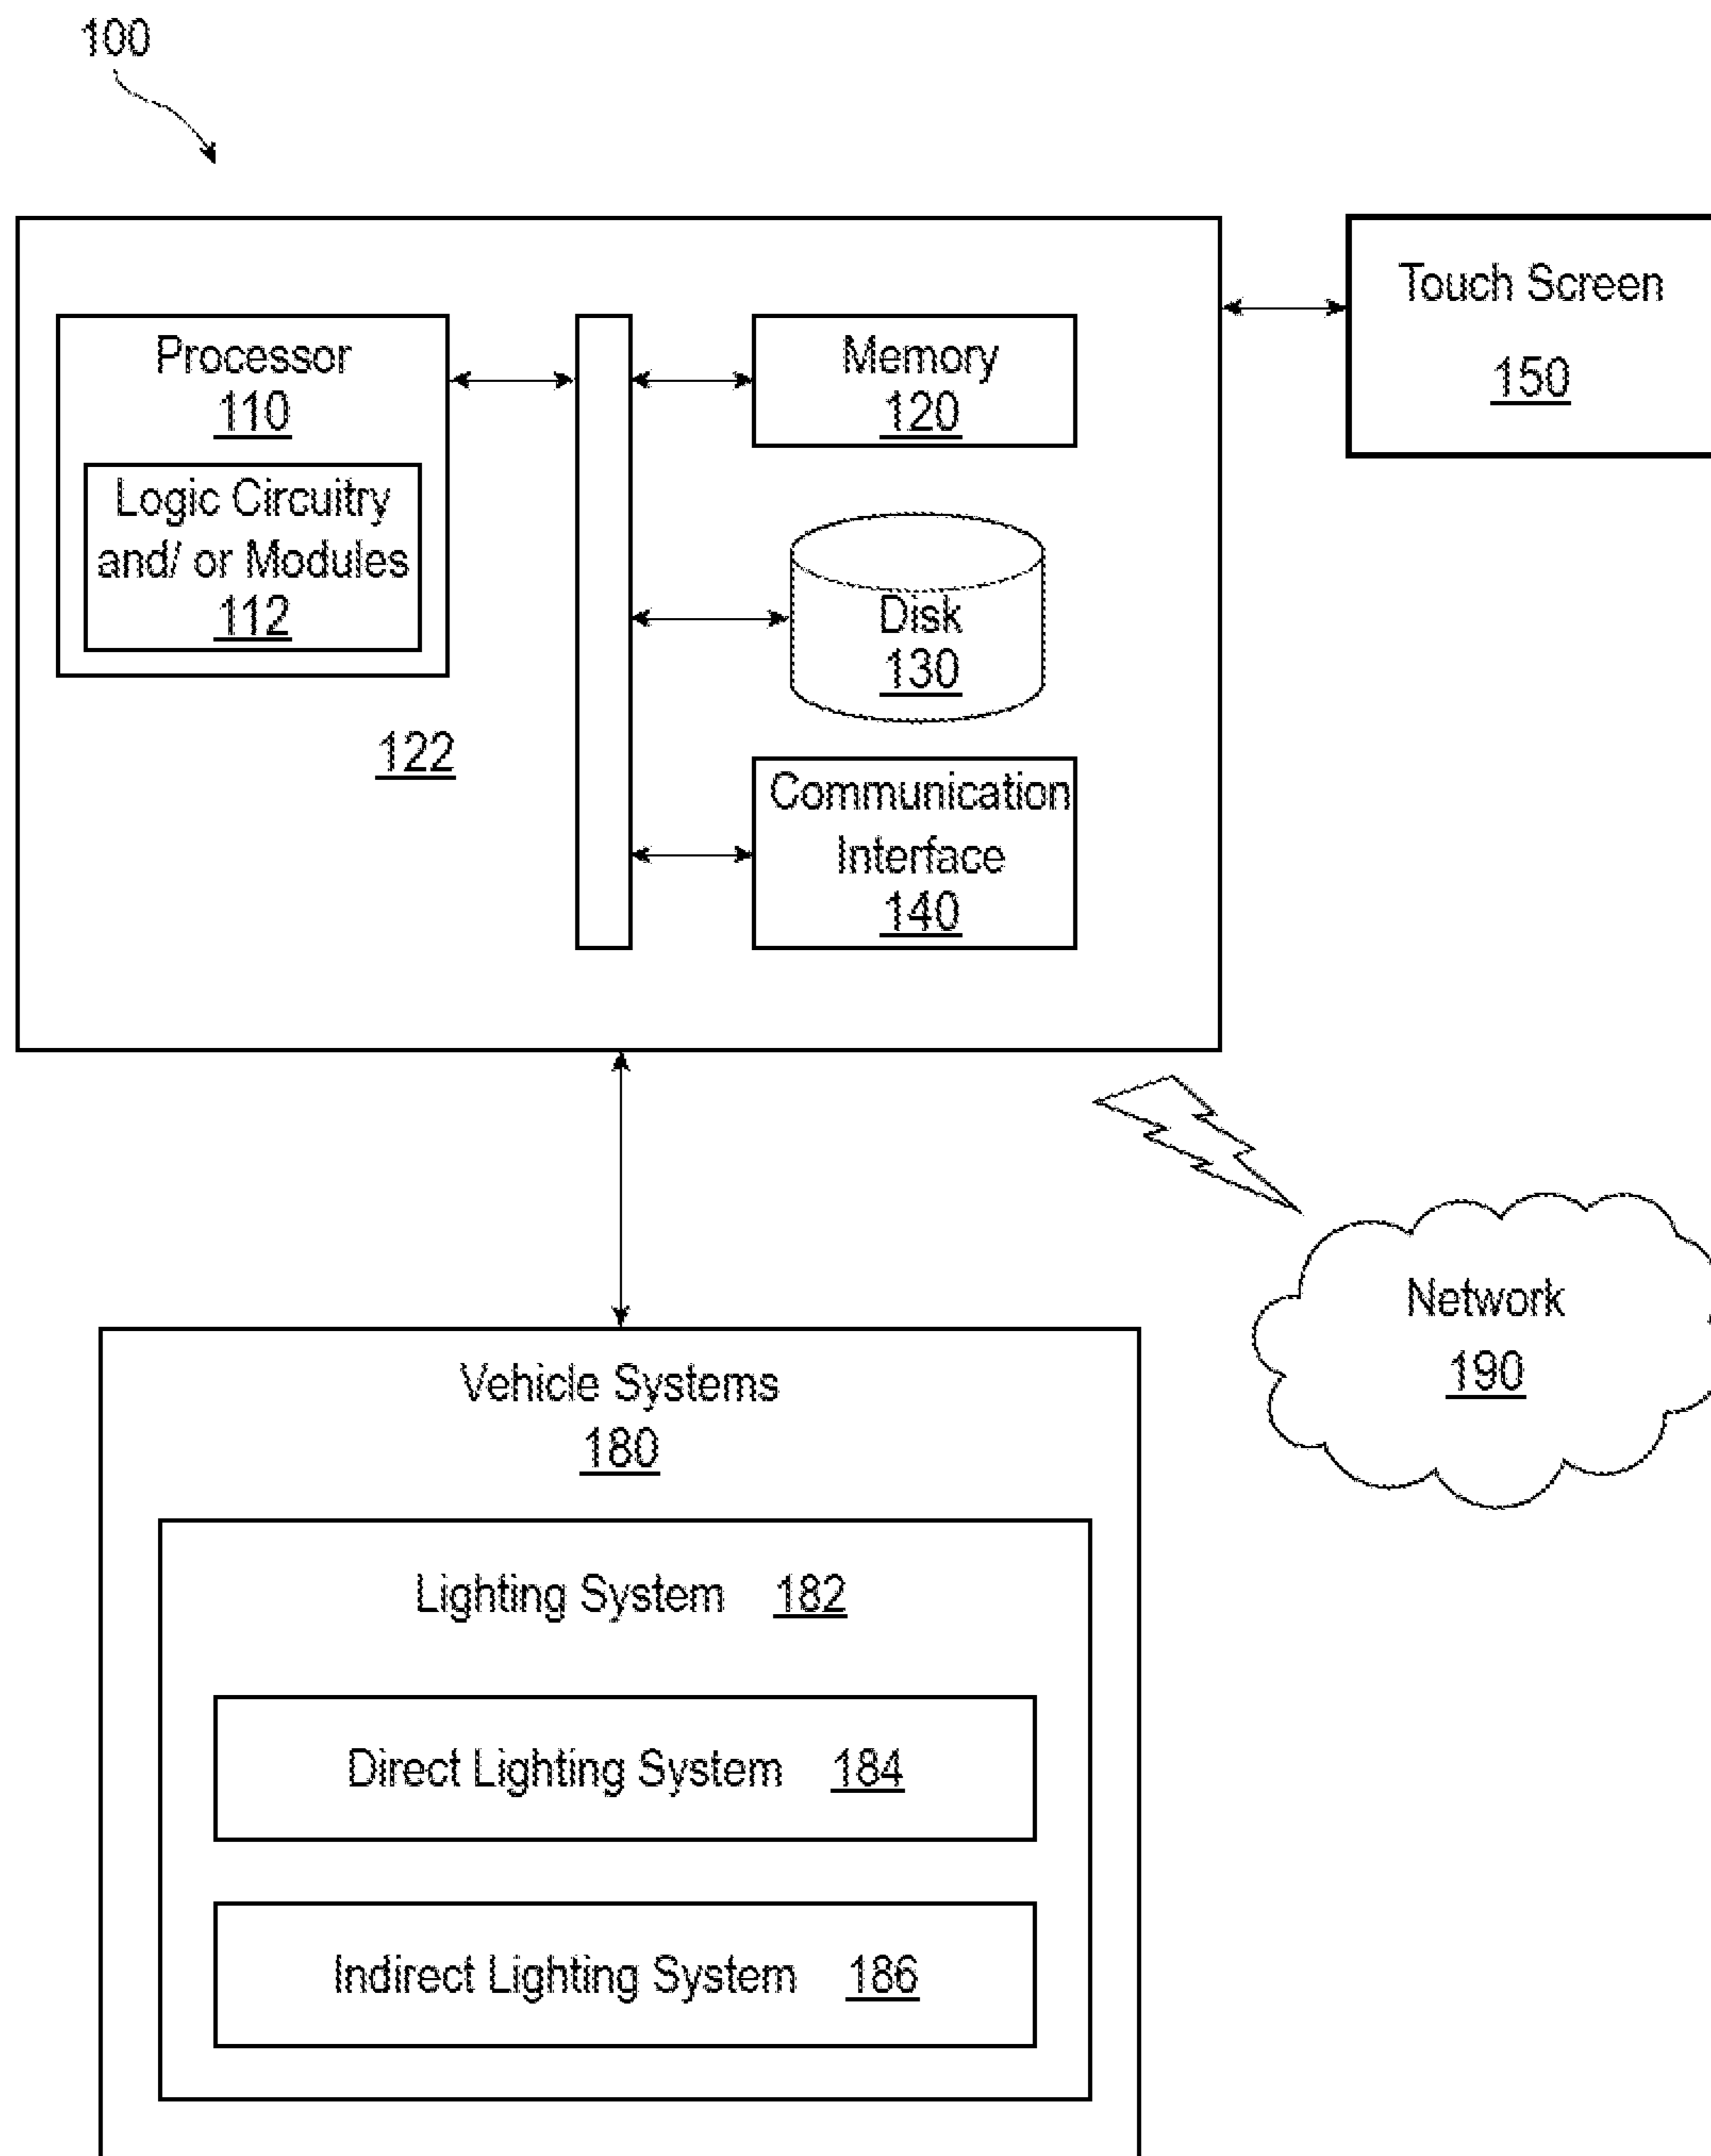 100
Processor
110
Logic Circuitry
and/ or Modules
112
122
Memory
120
Disk
130
Communication
Interface
140
Touch Screen
150
Network
190
Vehicle Systems
180
Lighting System 182
Direct Lighting System 184
Indirect Lighting System 186